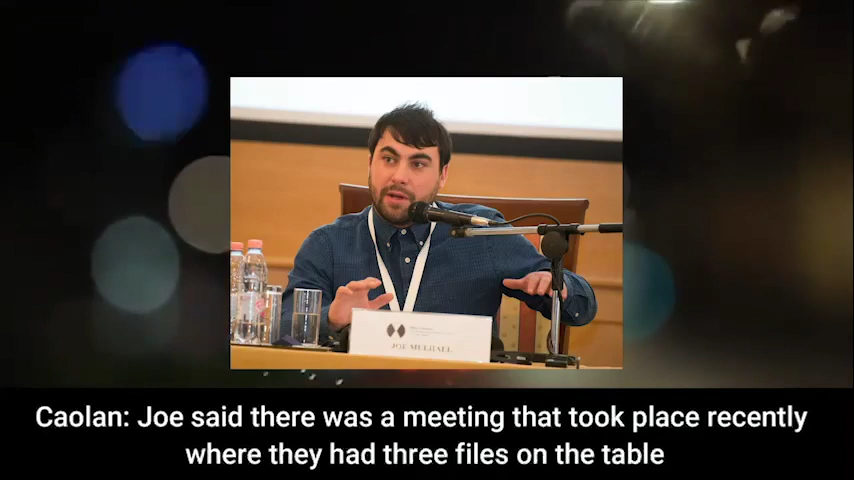 JOE MULHALL
Caolan: Joe said there was a meeting that took place recently
where they had three files on the table